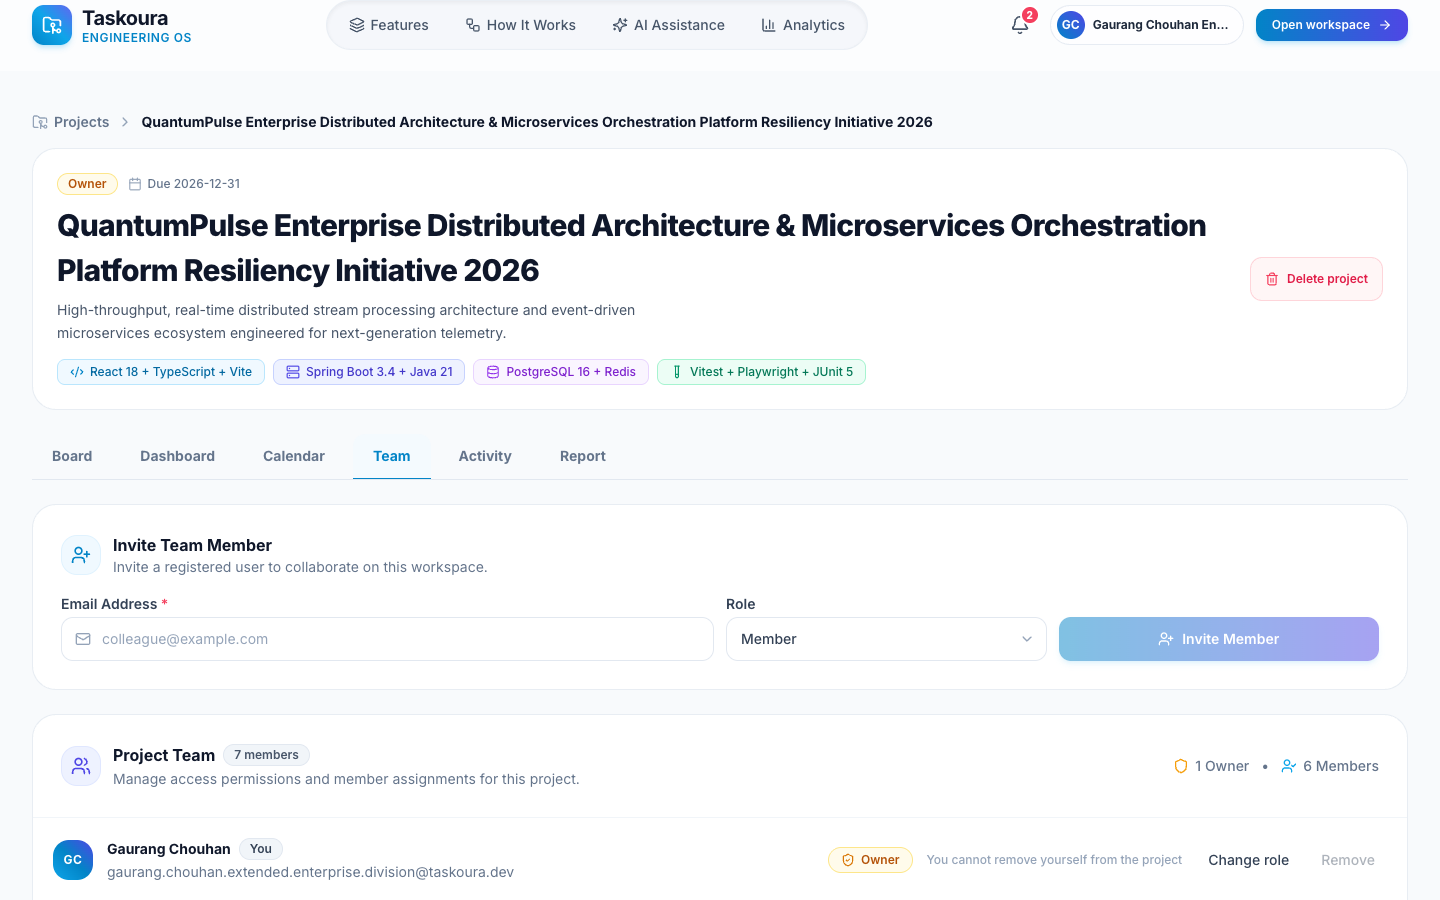 Taskoura
ENGINEERING OS
Features
How It Works
AI Assistance
Analytics
2
GC
Gaurang Chouhan En...
Open workspace
Projects
QuantumPulse Enterprise Distributed Architecture & Microservices Orchestration Platform Resiliency Initiative 2026
Owner
Due 2026-12-31
QuantumPulse Enterprise Distributed Architecture & Microservices Orchestration
Platform Resiliency Initiative 2026
Delete project
High-throughput, real-time distributed stream processing architecture and event-driven
microservices ecosystem engineered for next-generation telemetry.
React 18 + TypeScript + Vite
Spring Boot 3.4 + Java 21
PostgreSQL 16 + Redis
Vitest + Playwright + JUnit 5
Board
Dashboard
Calendar
Team
Activity
Report
Invite Team Member
Invite a registered user to collaborate on this workspace.
Email Address *
Role
colleague@example.com
Member
Invite Member
Project Team
7 members
Manage access permissions and member assignments for this project.
1 Owner
•
6 Members
GC
Gaurang Chouhan
You
gaurang.chouhan.extended.enterprise.division@taskoura.dev
Owner
You cannot remove yourself from the project
Change role
Remove